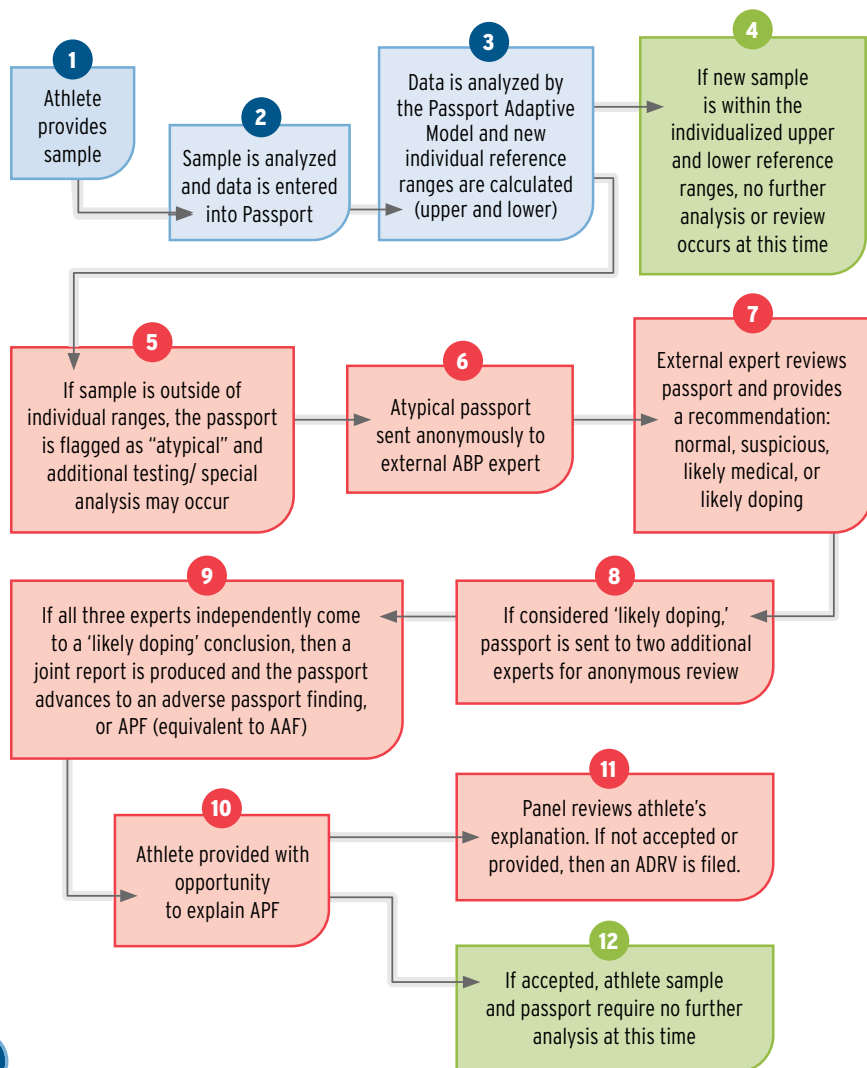 1
Athlete
provides
sample
2
Sample is analyzed
and data is entered
into Passport
3
Data is analyzed by
the Passport Adaptive
Model and new
individual reference
ranges are calculated
(upper and lower)
4
If new sample
is within the
individualized upper
and lower reference
ranges, no further
analysis or review
occurs at this time
5
If sample is outside of
individual ranges, the passport
is flagged as “atypical” and
additional testing/ special
analysis may occur
6
Atypical passport
sent anonymously to
external ABP expert
7
External expert reviews
passport and provides
a recommendation:
normal, suspicious,
likely medical, or
likely doping
8
If considered ‘likely doping,’
passport is sent to two additional
experts for anonymous review
9
If all three experts independently come
to a ‘likely doping’ conclusion, then a
joint report is produced and the passport
advances to an adverse passport finding,
or APF (equivalent to AAF)
10
Athlete provided with
opportunity
to explain APF
11
Panel reviews athlete’s
explanation. If not accepted or
provided, then an ADRV is filed.
12
If accepted, athlete sample
and passport require no further
analysis at this time